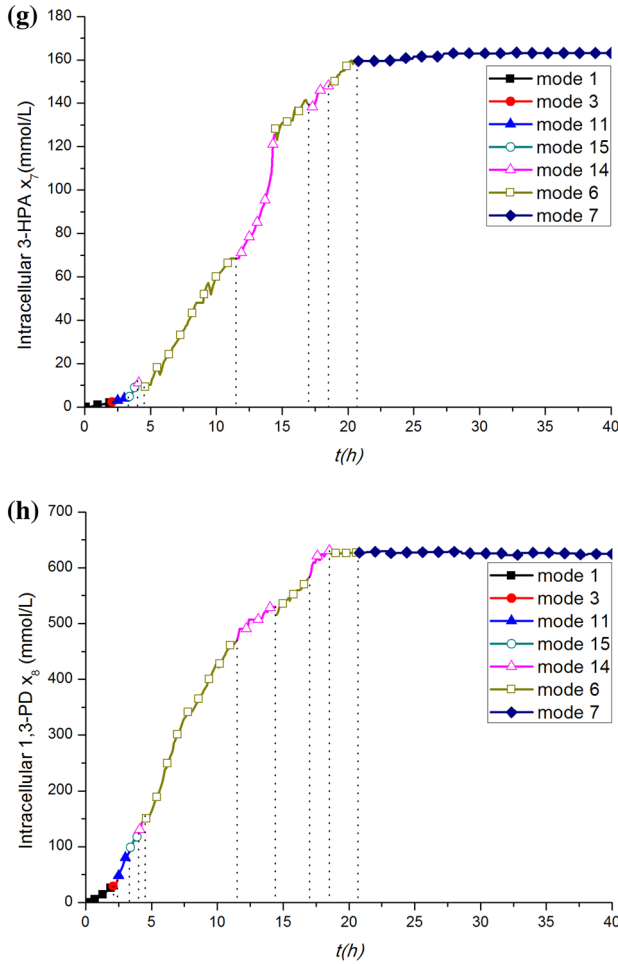 (g)
160
140
120
100
80
60
40
20
0
Intracellular 3-HPA x7(mmol/L)
mode 1
mode 3
mode 11
mode 15
mode 14
mode 6
mode 7
0 5 10 15 20 25 30 35 40
t(h)
(h)
700
600
500
400
300
200
100
0
Intracellular 1,3-PD x8 (mmol/L)
mode 1
mode 3
mode 11
mode 15
mode 14
mode 6
mode 7
0 5 10 15 20 25 30 35 40
t(h)